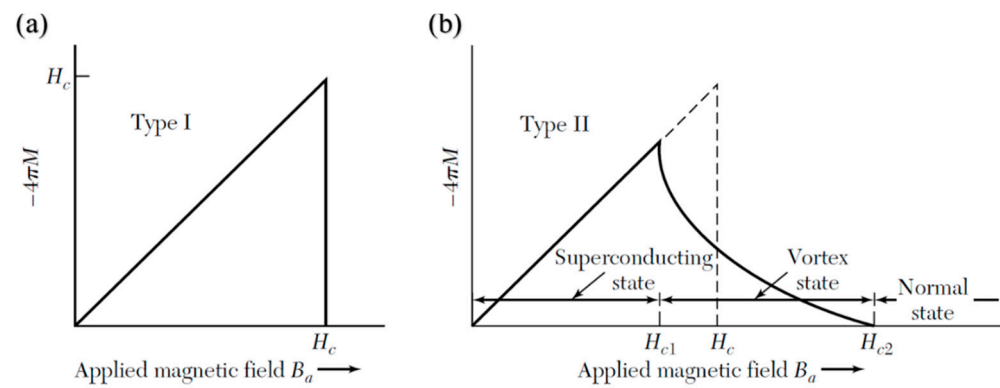 (a)
H_c
Type I
−4πM
H_c
Applied magnetic field B_a
(b)
Type II
−4πM
Superconducting
state
Vortex
state
Normal
state
H_c1
H_c
H_c2
Applied magnetic field B_a